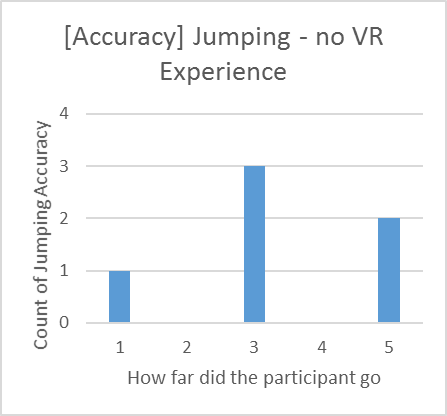 [Accuracy] Jumping - no VR
Experience
Count of Jumping Accuracy
4
3
2
1
0
1 2 3 4 5
How far did the participant go